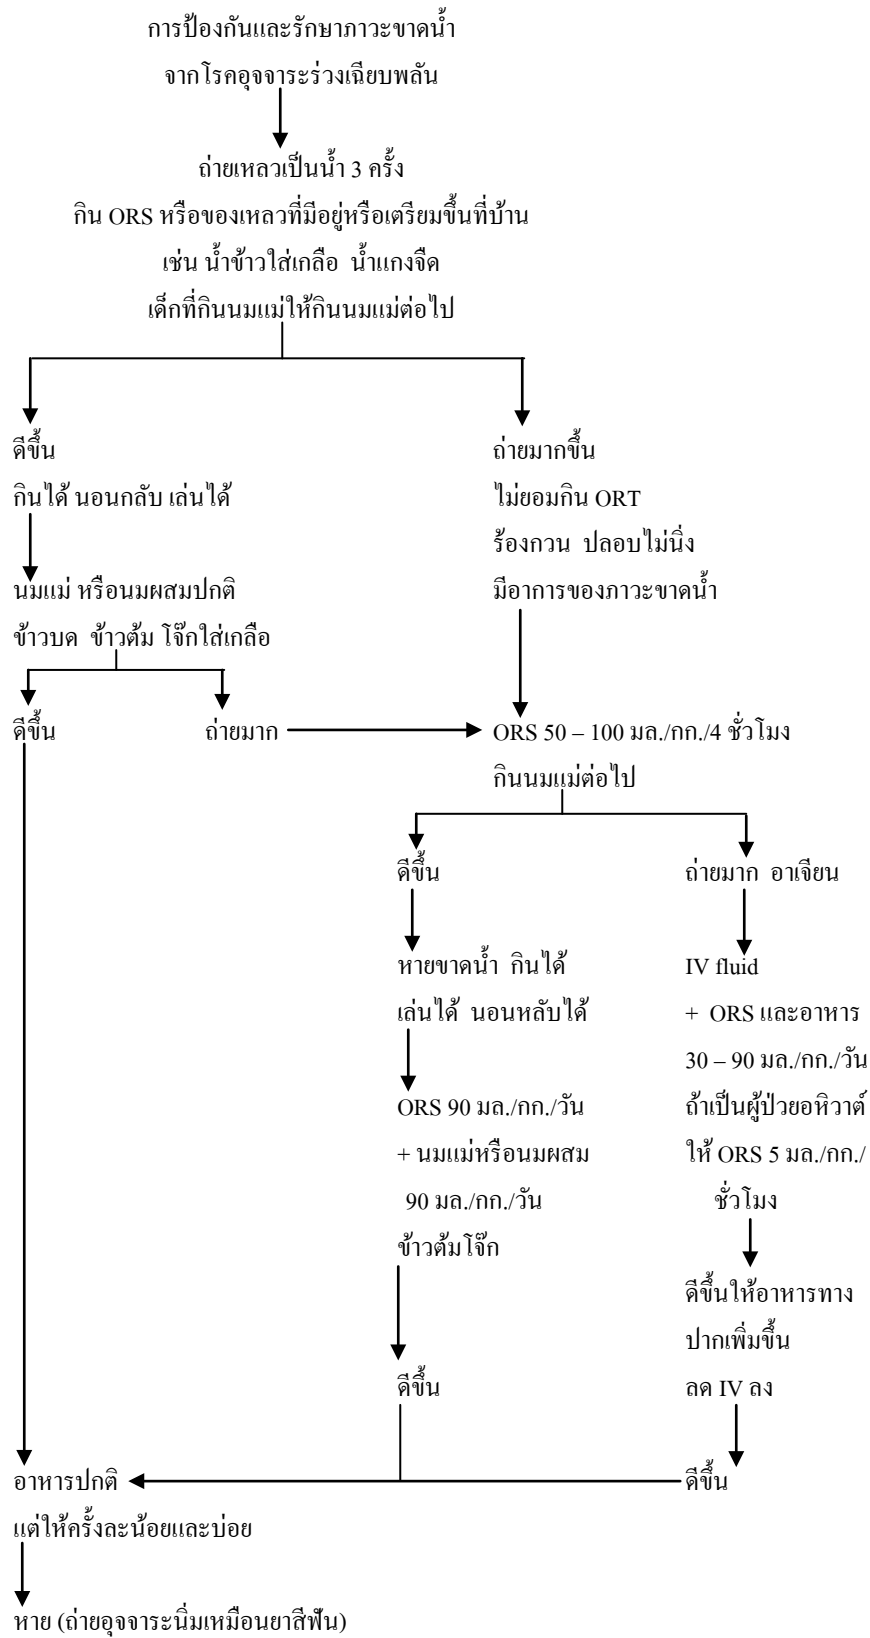 การป้องกันและรักษาภาวะขาดน้ำ
จากโรคอุจจาระร่วงเฉียบพลัน
ถ่ายเหลวเป็นน้ำ 3 ครั้ง
กิน ORS หรือของเหลวที่มีอยู่หรือเตรียมขึ้นที่บ้าน
เช่น น้ำข้าวใส่เกลือ น้ำแกงจืด
เด็กที่กินนมแม่ให้กินนมแม่ต่อไป
ดีขึ้น
กินได้ นอนกลับ เล่นได้
ถ่ายมากขึ้น
ไม่ยอมกิน ORT
ร้องกวน ปลอบไม่นิ่ง
มีอาการของภาวะขาดน้ำ
นมแม่ หรือนมผสมปกติ
ข้าวบด ข้าวต้ม โจ๊กใส่เกลือ
ดีขึ้น
ถ่ายมาก
ORS 50 – 100 มล./กก./4 ชั่วโมง
กินนมแม่ต่อไป
ดีขึ้น
หายขาดน้ำ กินได้
เล่นได้ นอนหลับได้
ORS 90 มล./กก./วัน
+ นมแม่หรือนมผสม
90 มล./กก./วัน
ข้าวต้มโจ๊ก
ดีขึ้น
ถ่ายมาก อาเจียน
IV fluid
+ ORS และอาหาร
30 – 90 มล./กก./วัน
ถ้าเป็นผู้ป่วยอหิวาต์
ให้ ORS 5 มล./กก./
ชั่วโมง
ดีขึ้นให้อาหารทาง
ปากเพิ่มขึ้น
ลด IV ลง
ดีขึ้น
อาหารปกติ
แต่ให้ครั้งละน้อยและบ่อย
หาย (ถ่ายอุจจาระนิ่มเหมือนยาสีฟัน)